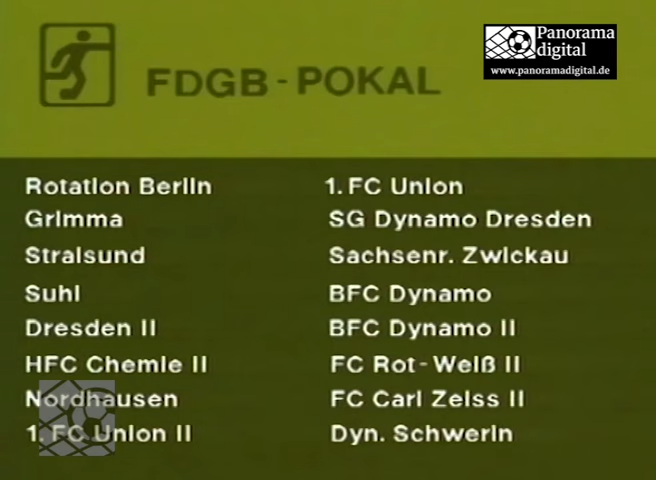 Panorama
digital
www.panoramadigital.de
FDGB-POKAL
Rotation Berlin 1. FC Union
Grimma SG Dynamo Dresden
Stralsund Sachsenr. Zwickau
Suhl BFC Dynamo
Dresden II BFC Dynamo II
HFC Chemie II FC Rot-Weiß II
Nordhausen FC Carl Zeiss II
1. FC Union II Dyn. Schwerin